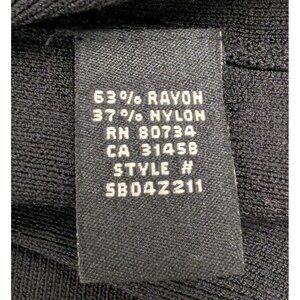 63% RAYON
37% NYLON
RN 80734
CA 31458
STYLE #
SB04Z211